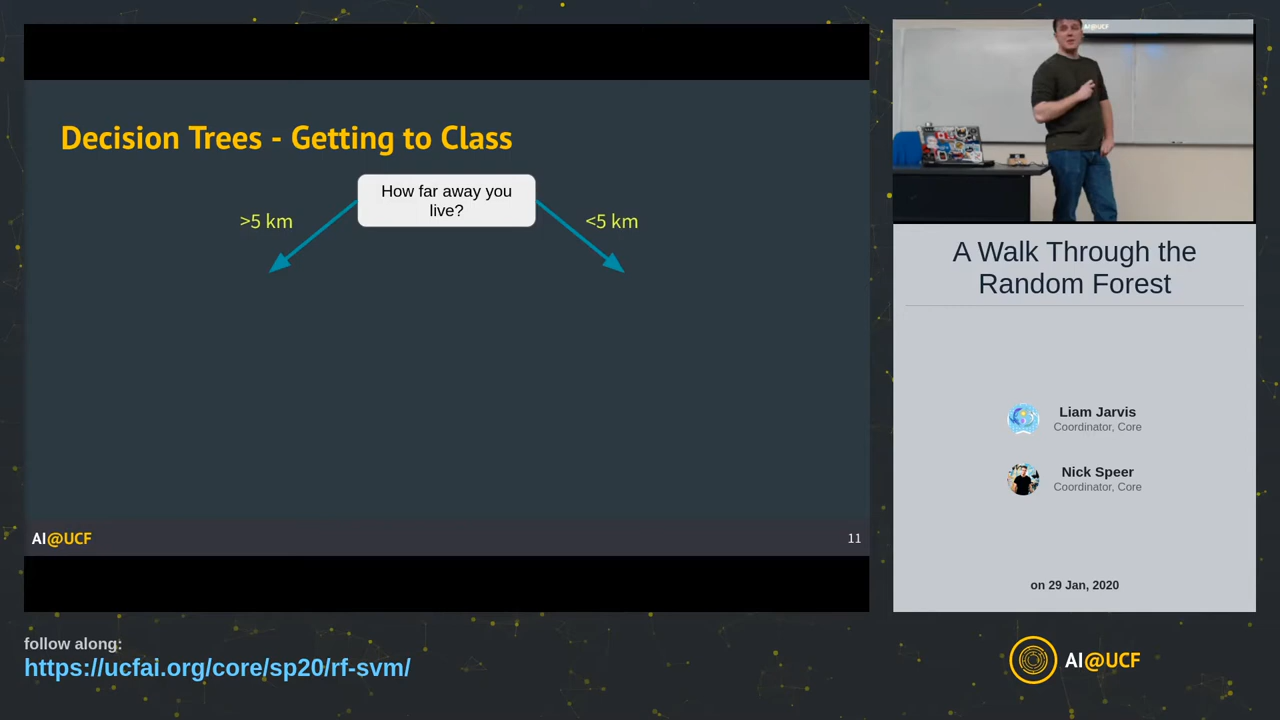 Decision Trees - Getting to Class
How far away you
live?
>5 km
<5 km
AI@UCF
11
AI@UCF
A Walk Through the
Random Forest
Liam Jarvis
Coordinator, Core
Nick Speer
Coordinator, Core
on 29 Jan, 2020
follow along:
https://ucfai.org/core/sp20/rf-svm/
AI@UCF